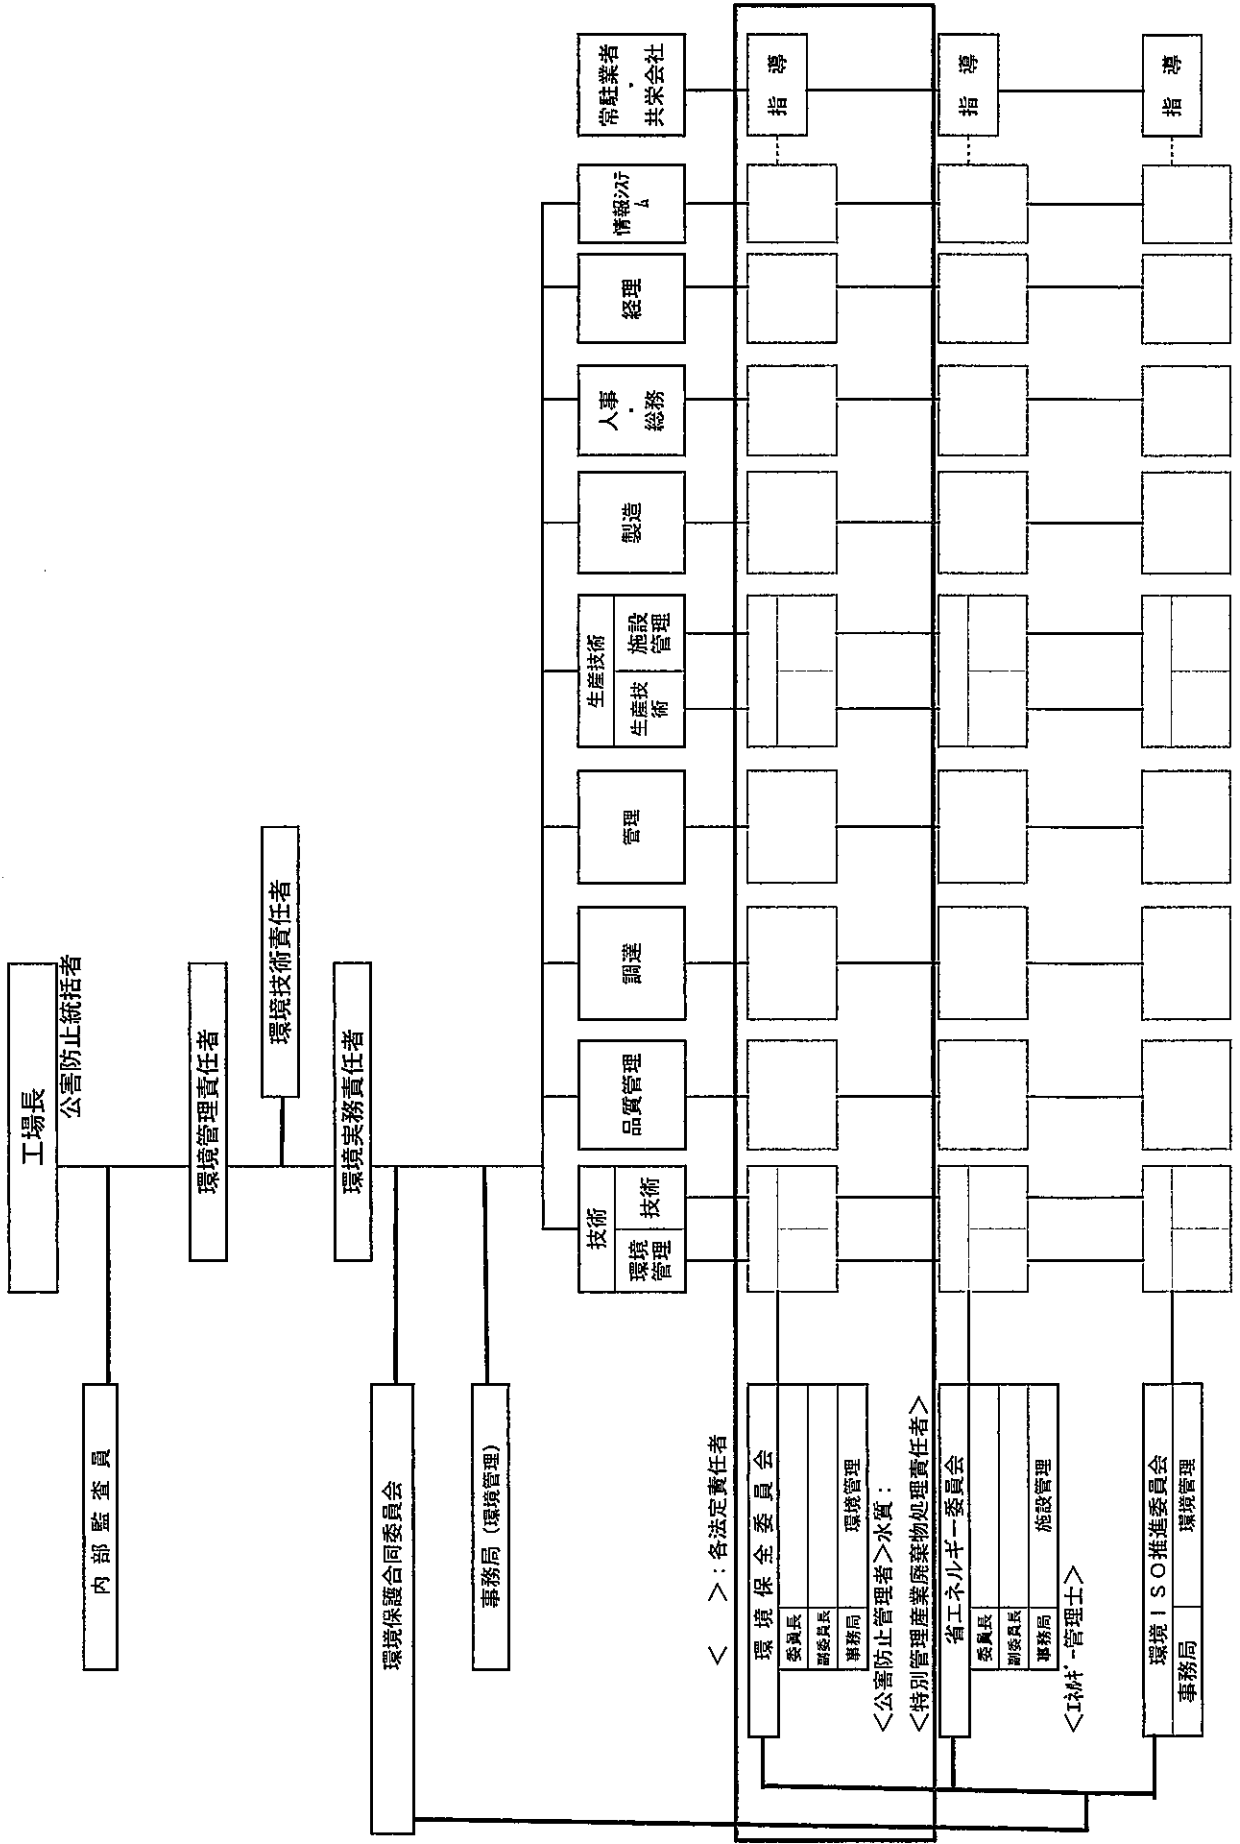 工場長
公害防止統括者
内部監査員
環境管理責任者
環境技術責任者
環境実務責任者
環境保護合同委員会
事務局(環境管理)
技術
環境
管理
技術
品質管理
調達
管理
生産技術
生産技
術
施設
管理
製造
人事
・
総務
経理
情報システ
ム
常駐業者
・
共栄会社
< >:各法定責任者
環境保全委員会
委員長
副委員長
事務局 環境管理
<公害防止管理者>水質:
<特別管理産業廃棄物処理責任者>
指導
省エネルギー委員会
委員長
副委員長
事務局 施設管理
<エネルギー管理士>
指導
環境ISO推進委員会
事務局 環境管理
指導